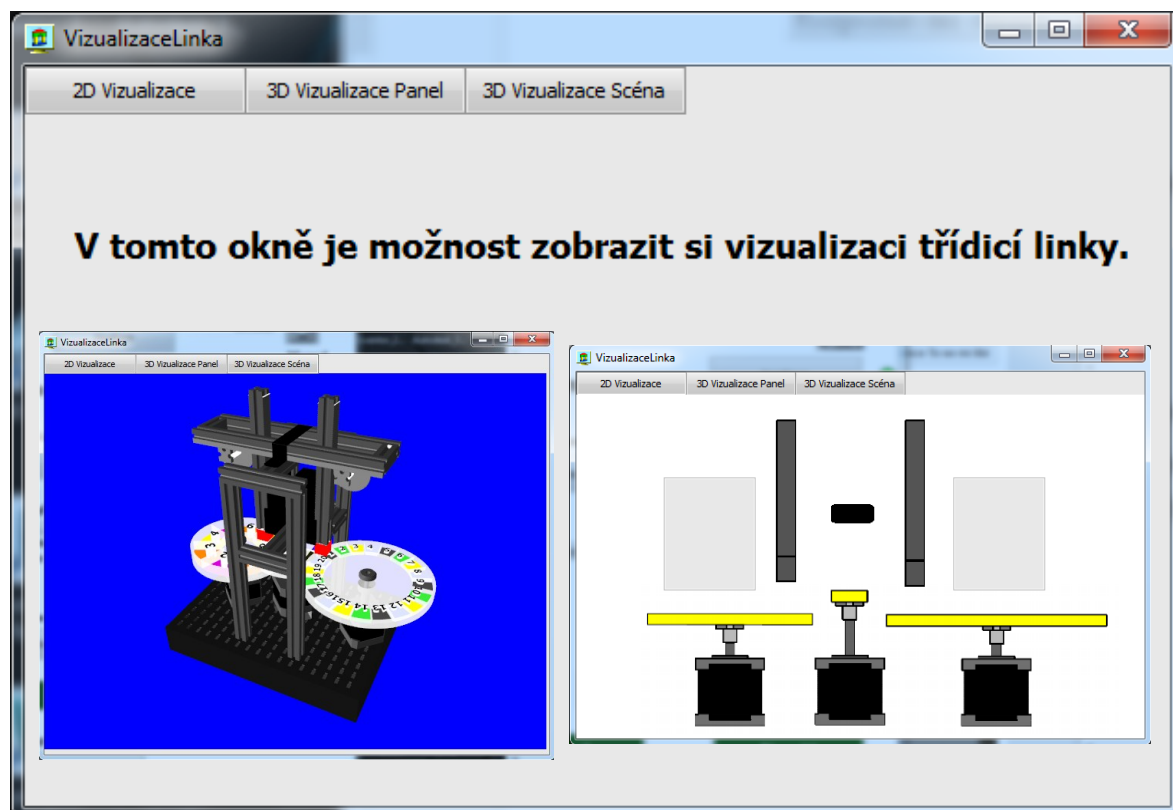 VizualizaceLinka
2D Vizualizace 3D Vizualizace Panel 3D Vizualizace Scéna
V tomto okně je možnost zobrazit si vizualizaci třídicí linky.
VizualizaceLinka
2D Vizualizace 3D Vizualizace Panel 3D Vizualizace Scéna
VizualizaceLinka
2D Vizualizace 3D Vizualizace Panel 3D Vizualizace Scéna